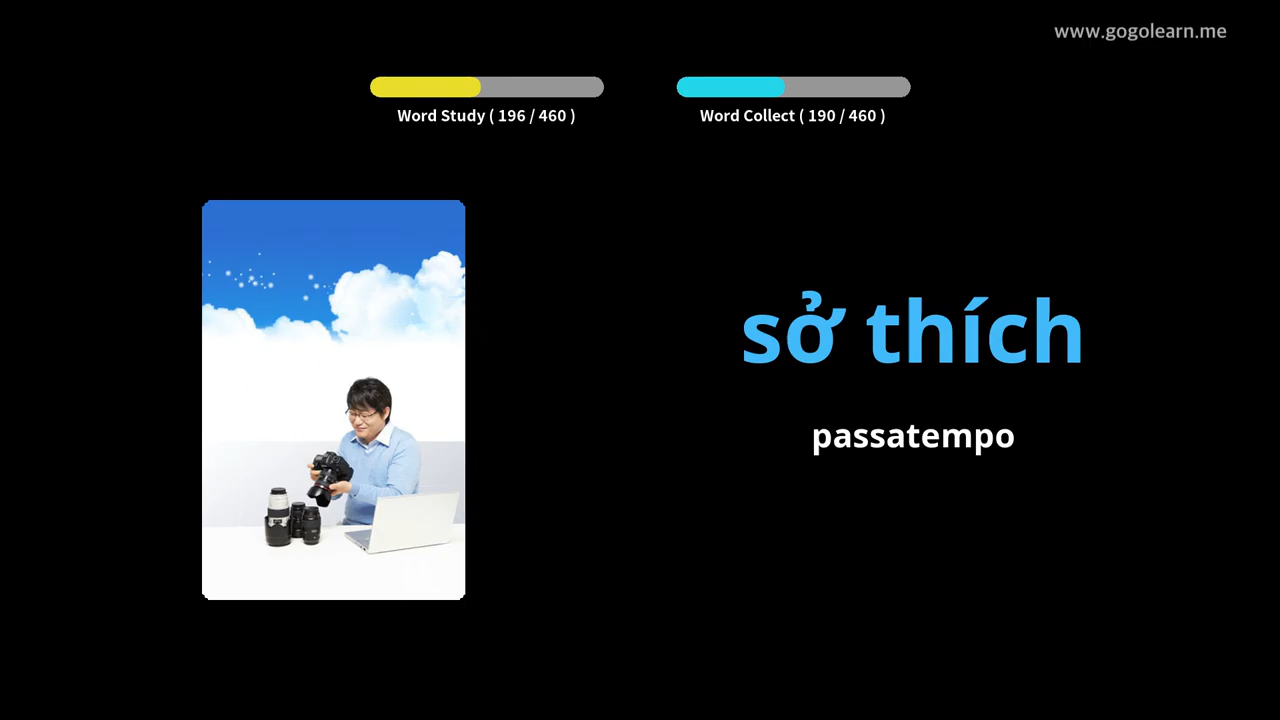 www.gogolearn.me
Word Study ( 196 / 460 )
Word Collect ( 190 / 460 )
sở thích
passatempo